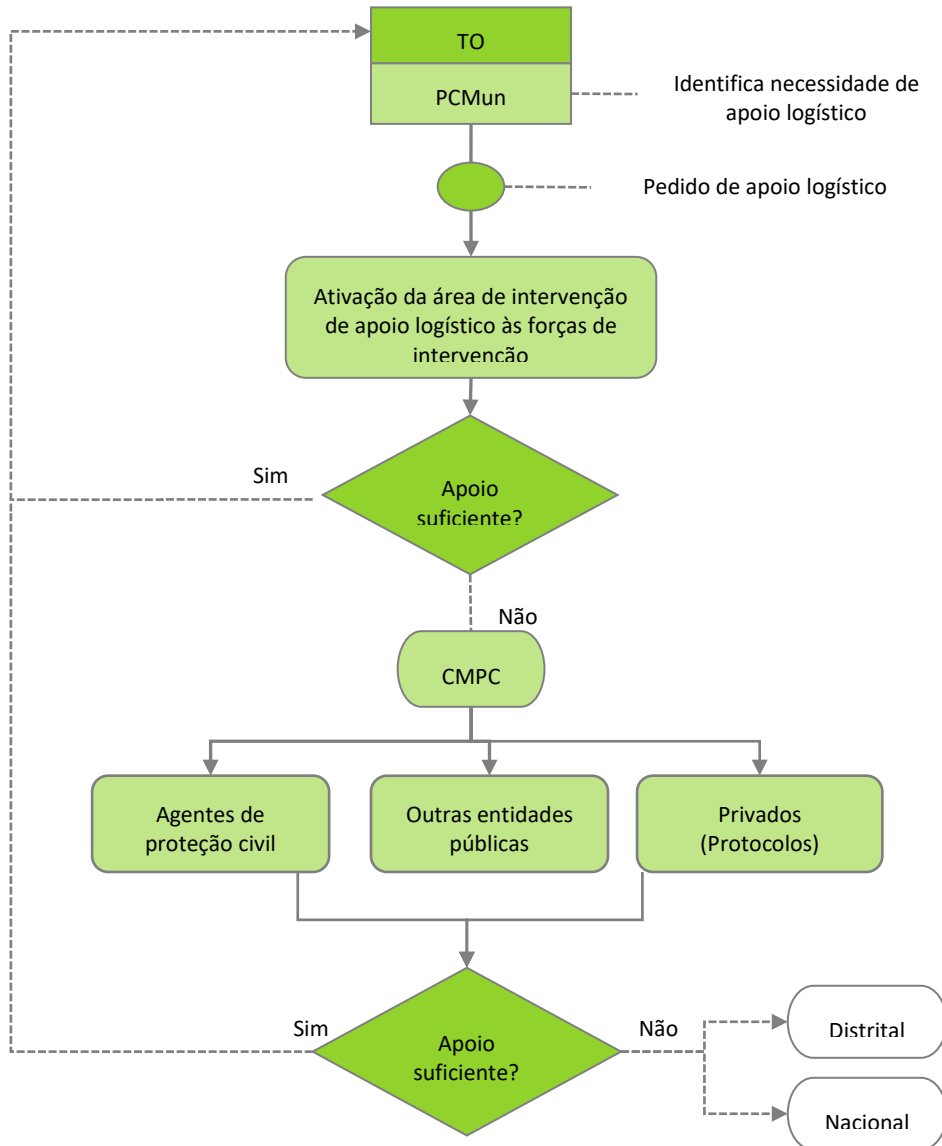 TO
PCMun
Identifica necessidade de
apoio logístico
Pedido de apoio logístico
Ativação da área de intervenção
de apoio logístico às forças de
intervenção
Sim
Apoio
suficiente?
Não
CMPC
Agentes de
proteção civil
Outras entidades
públicas
Privados
(Protocolos)
Sim
Apoio
suficiente?
Não
Distrital
Nacional